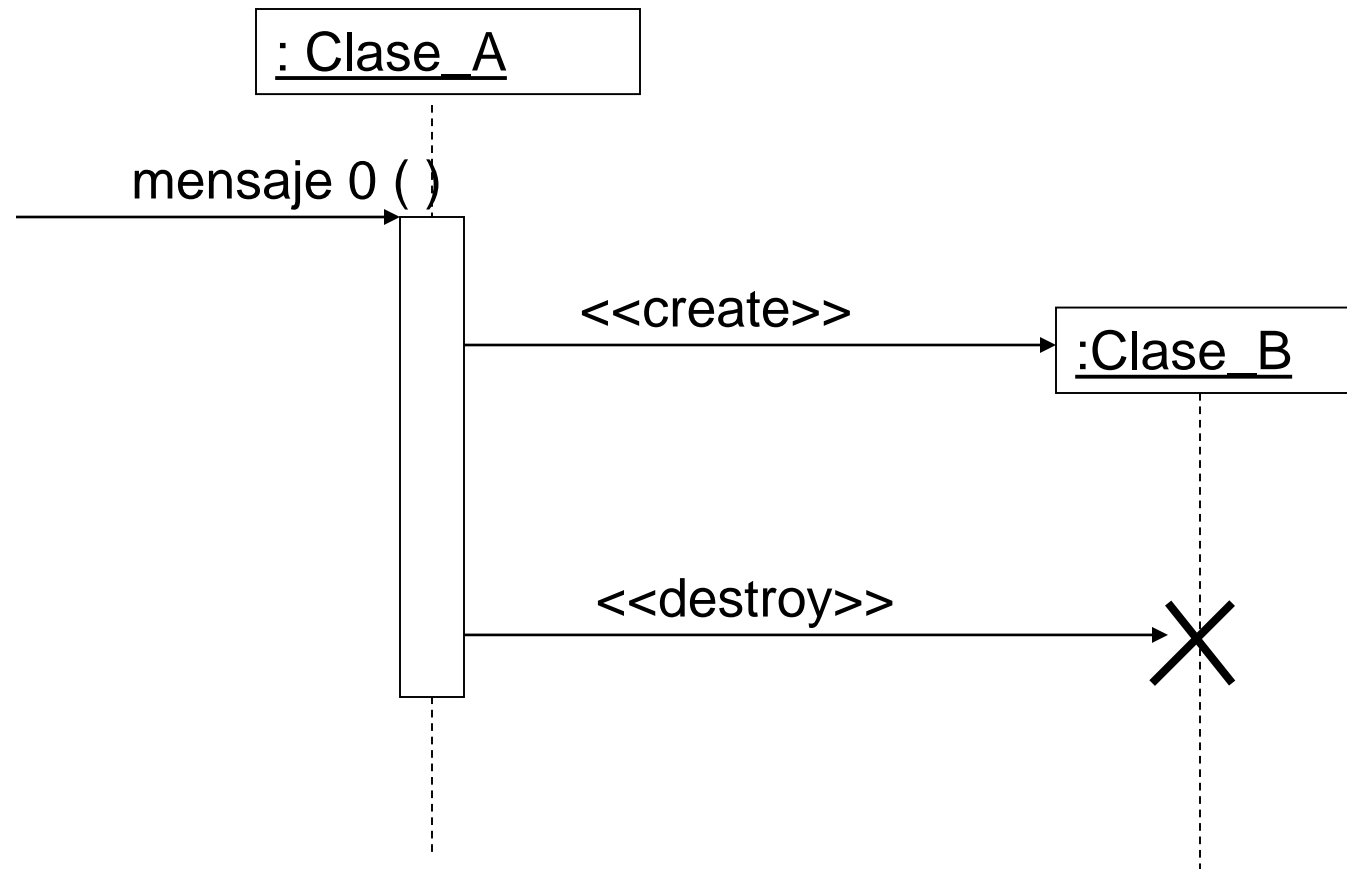 : Clase_A
mensaje 0 ( )
<<create>>
:Clase_B
<<destroy>>